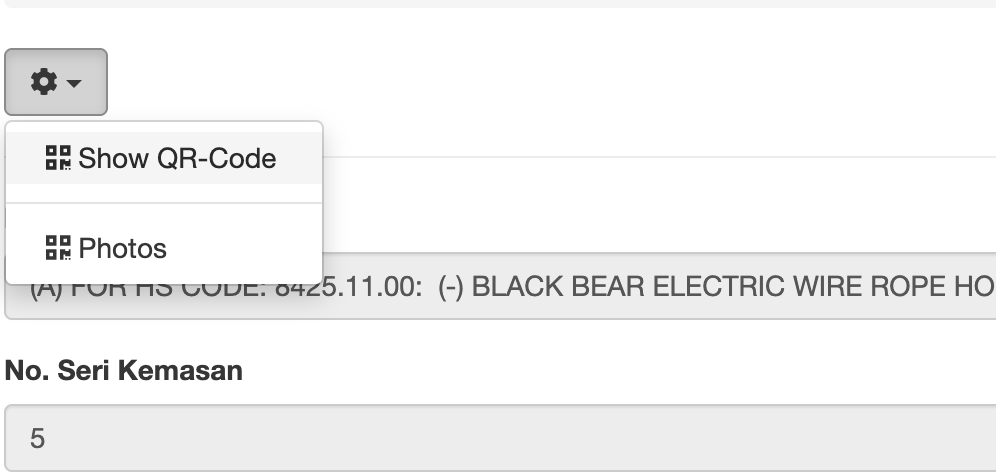 Show QR-Code
Photos
(A) FOR HS CODE: 8425.11.00: (-) BLACK BEAR ELECTRIC WIRE ROPE HO
No. Seri Kemasan
5